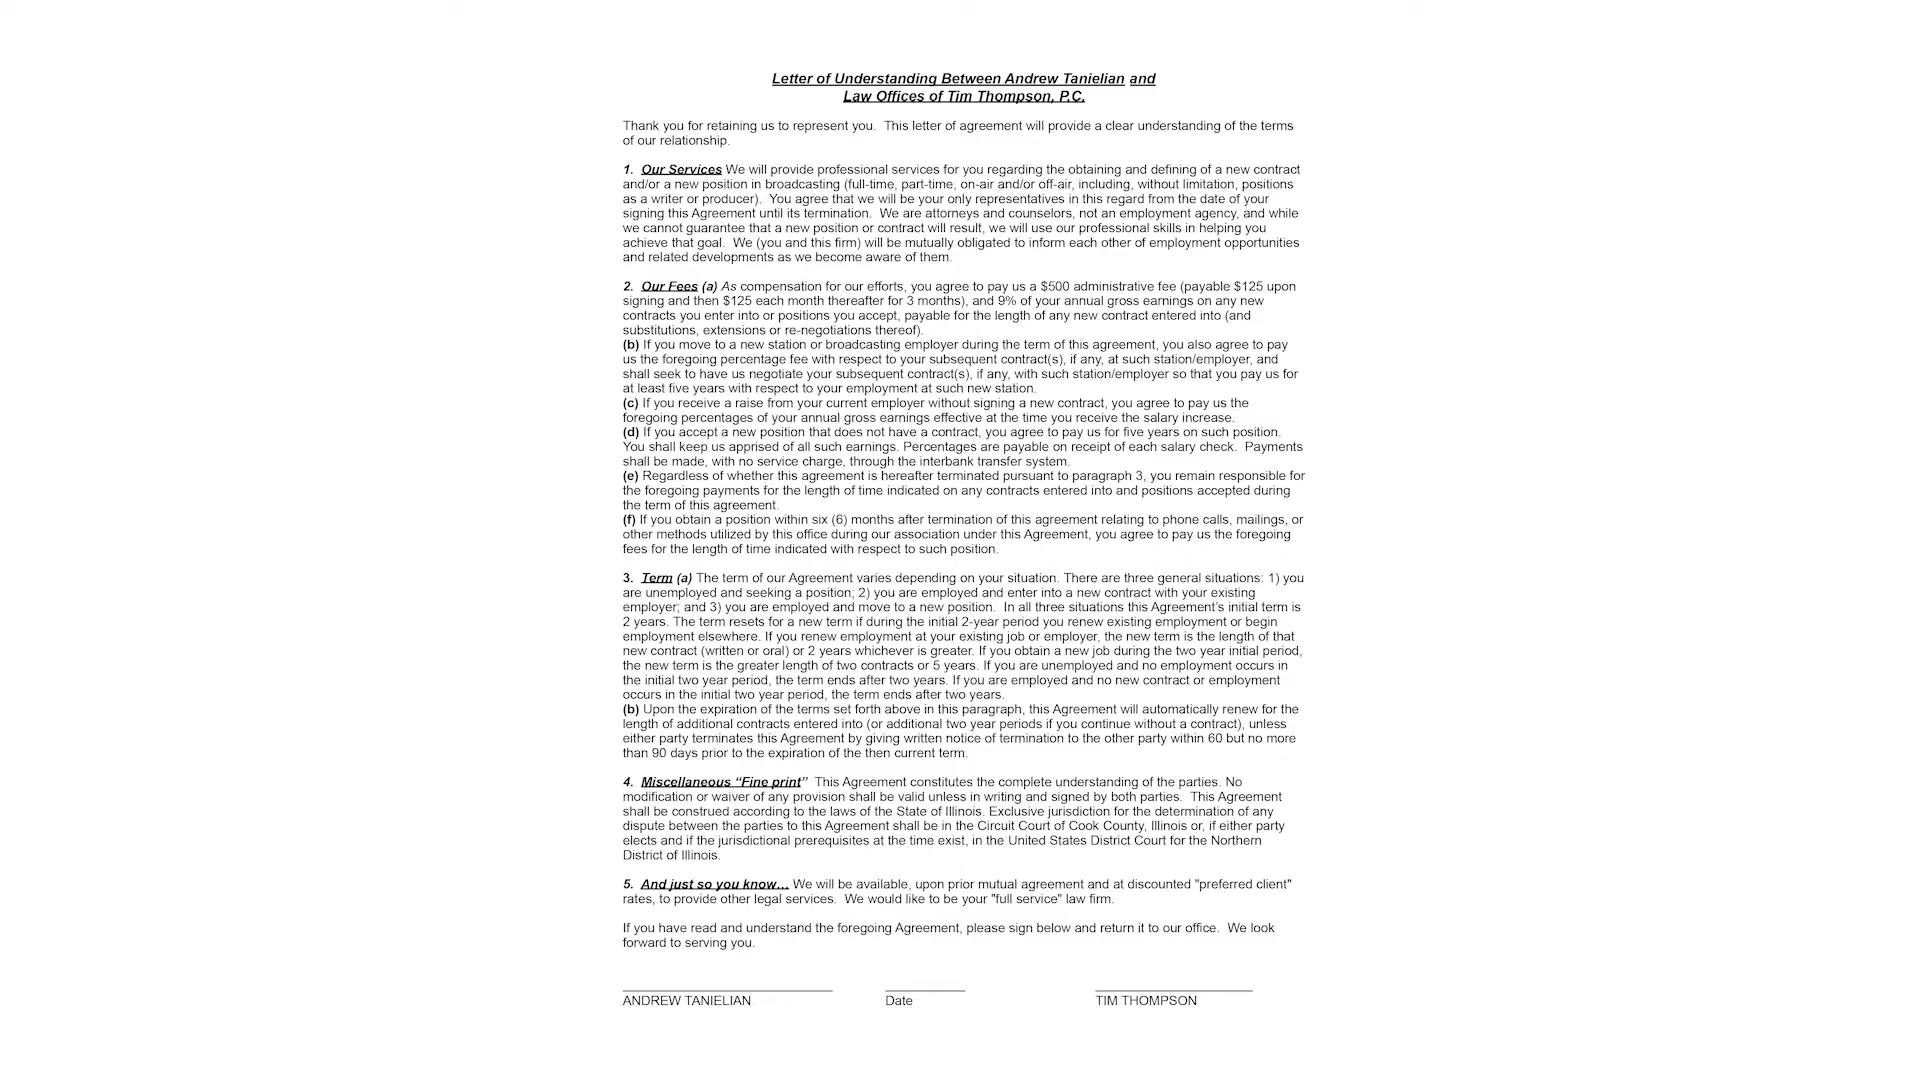 Letter of Understanding Between Andrew Tanielian and
Law Offices of Tim Thompson, P.C.
Thank you for retaining us to represent you.  This letter of agreement will provide a clear understanding of the terms
of our relationship.
1.  Our Services We will provide professional services for you regarding the obtaining and defining of a new contract
and/or a new position in broadcasting (full-time, part-time, on-air and/or off-air, including, without limitation, positions
as a writer or producer).  You agree that we will be your only representatives in this regard from the date of your
signing this Agreement until its termination.  We are attorneys and counselors, not an employment agency, and while
we cannot guarantee that a new position or contract will result, we will use our professional skills in helping you
achieve that goal.  We (you and this firm) will be mutually obligated to inform each other of employment opportunities
and related developments as we become aware of them.
2.  Our Fees (a) As compensation for our efforts, you agree to pay us a $500 administrative fee (payable $125 upon
signing and then $125 each month thereafter for 3 months), and 9% of your annual gross earnings on any new
contracts you enter into or positions you accept, payable for the length of any new contract entered into (and
substitutions, extensions or re-negotiations thereof).
(b) If you move to a new station or broadcasting employer during the term of this agreement, you also agree to pay
us the foregoing percentage fee with respect to your subsequent contract(s), if any, at such station/employer, and
shall seek to have us negotiate your subsequent contract(s), if any, with such station/employer so that you pay us for
at least five years with respect to your employment at such new station.
(c) If you receive a raise from your current employer without signing a new contract, you agree to pay us the
foregoing percentages of your annual gross earnings effective at the time you receive the salary increase.
(d) If you accept a new position that does not have a contract, you agree to pay us for five years on such position.
You shall keep us apprised of all such earnings. Percentages are payable on receipt of each salary check.  Payments
shall be made, with no service charge, through the interbank transfer system.
(e) Regardless of whether this agreement is hereafter terminated pursuant to paragraph 3, you remain responsible for
the foregoing payments for the length of time indicated on any contracts entered into and positions accepted during
the term of this agreement.
(f) If you obtain a position within six (6) months after termination of this agreement relating to phone calls, mailings, or
other methods utilized by this office during our association under this Agreement, you agree to pay us the foregoing
fees for the length of time indicated with respect to such position.
3.  Term (a) The term of our Agreement varies depending on your situation. There are three general situations: 1) you
are unemployed and seeking a position; 2) you are employed and enter into a new contract with your existing
employer; and 3) you are employed and move to a new position.  In all three situations this Agreement's initial term is
2 years. The term resets for a new term if during the initial 2-year period you renew existing employment or begin
employment elsewhere. If you renew employment at your existing job or employer, the new term is the length of that
new contract (written or oral) or 2 years whichever is greater. If you obtain a new job during the two year initial period,
the new term is the greater length of two contracts or 5 years. If you are unemployed and no employment occurs in
the initial two year period, the term ends after two years. If you are employed and no new contract or employment
occurs in the initial two year period, the term ends after two years.
(b) Upon the expiration of the terms set forth above in this paragraph, this Agreement will automatically renew for the
length of additional contracts entered into (or additional two year periods if you continue without a contract), unless
either party terminates this Agreement by giving written notice of termination to the other party within 60 but no more
than 90 days prior to the expiration of the then current term.
4.  Miscellaneous “Fine print”  This Agreement constitutes the complete understanding of the parties. No
modification or waiver of any provision shall be valid unless in writing and signed by both parties.  This Agreement
shall be construed according to the laws of the State of Illinois. Exclusive jurisdiction for the determination of any
dispute between the parties to this Agreement shall be in the Circuit Court of Cook County, Illinois or, if either party
elects and if the jurisdictional prerequisites at the time exist, in the United States District Court for the Northern
District of Illinois.
5.  And just so you know… We will be available, upon prior mutual agreement and at discounted "preferred client"
rates, to provide other legal services.  We would like to be your "full service" law firm.
If you have read and understand the foregoing Agreement, please sign below and return it to our office.  We look
forward to serving you.
ANDREW TANIELIAN Date TIM THOMPSON